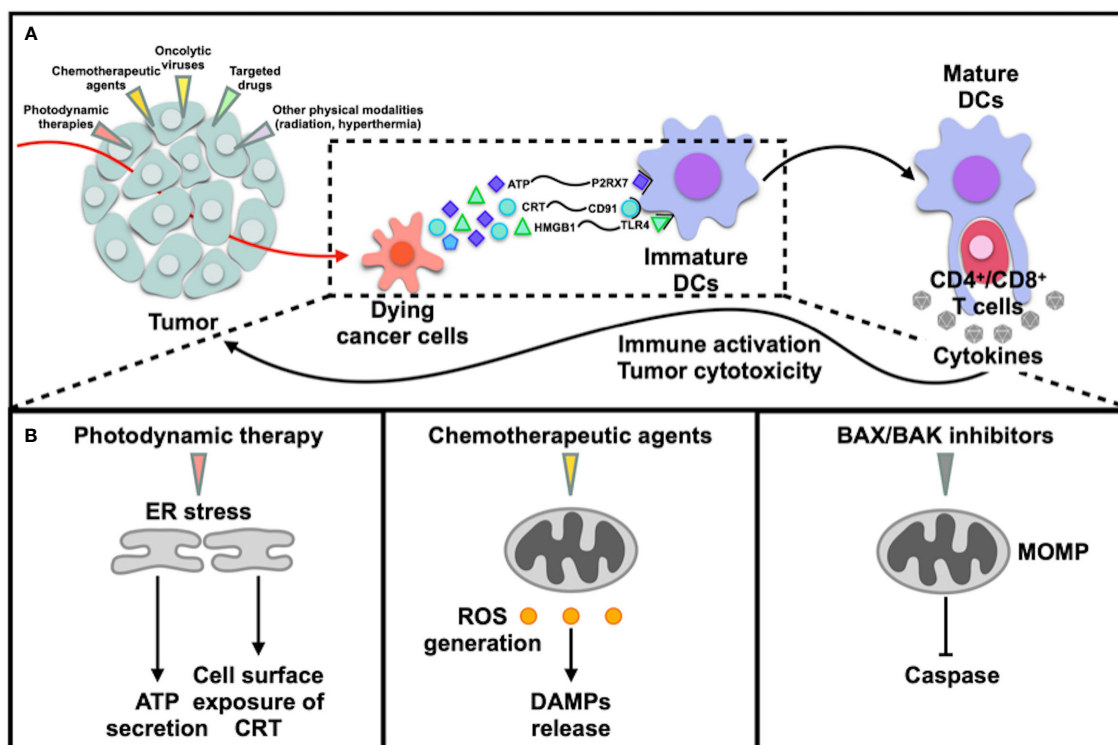 A
Oncolytic
viruses
Chemotherapeutic
agents
Targeted
drugs
Photodynamic
therapies
Other physical modalities
(radiation, hyperthermia)
Tumor
Dying
cancer cells
ATP
P2RX7
CRT
CD91
HMGB1
TLR4
Immature
DCs
Mature
DCs
CD4+/CD8+
T cells
Cytokines
Immune activation
Tumor cytotoxicity
B
Photodynamic therapy
ER stress
ATP
secretion
Cell surface
exposure of
CRT
Chemotherapeutic agents
ROS
generation
DAMPs
release
BAX/BAK inhibitors
MOMP
Caspase